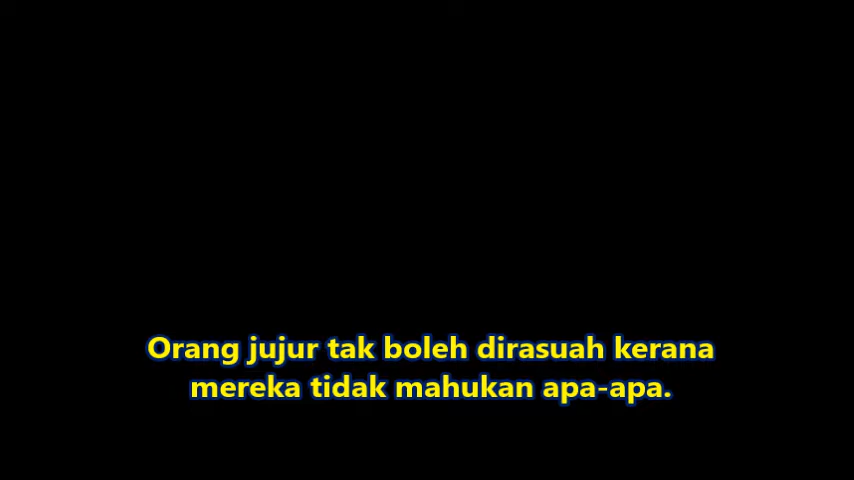 Orang jujur tak boleh dirasuah kerana
mereka tidak mahukan apa-apa.